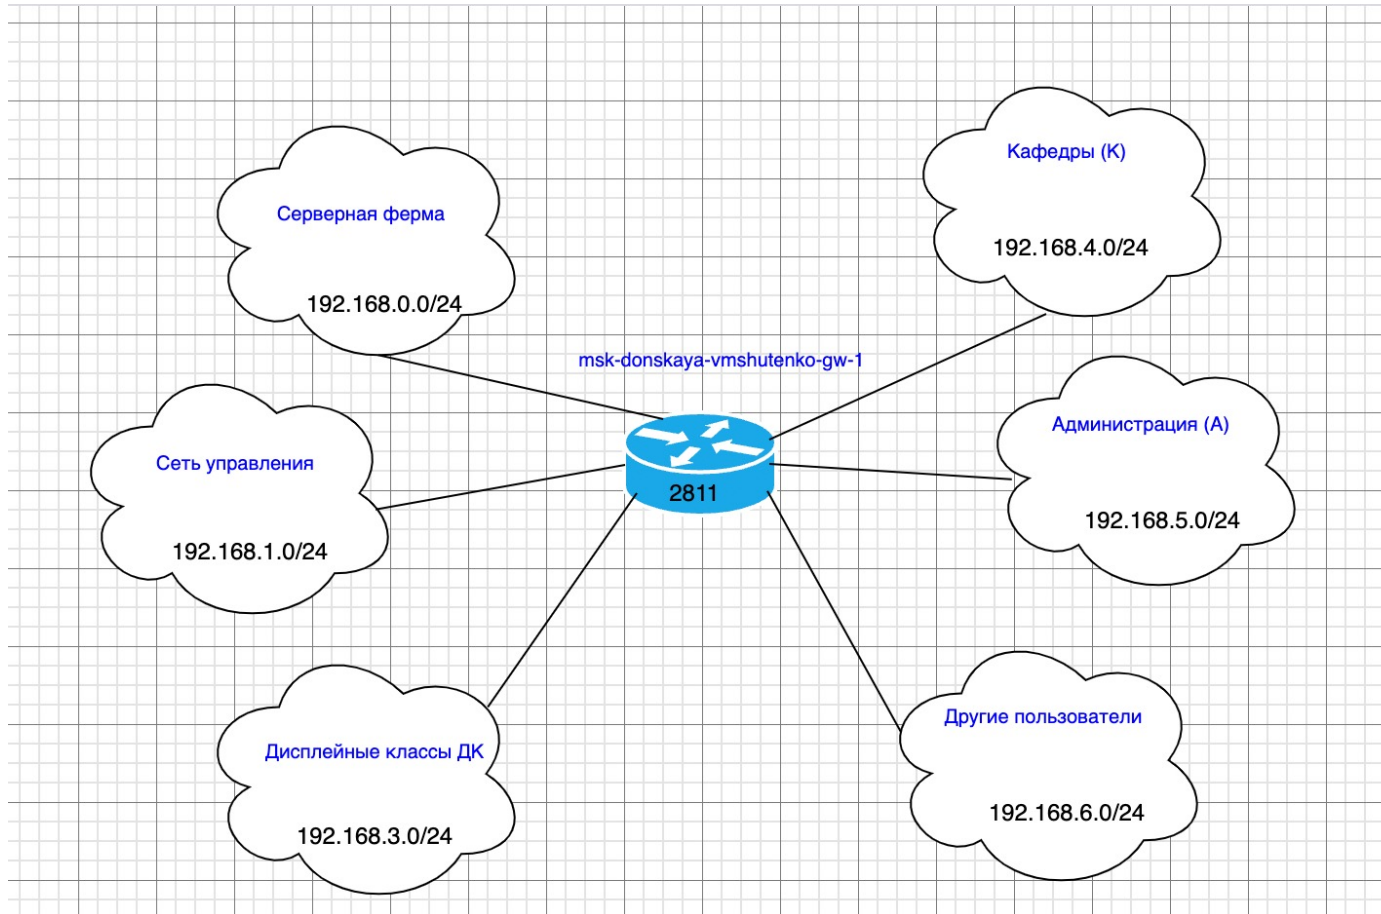 Серверная ферма
192.168.0.0/24
Кафедры (К)
192.168.4.0/24
msk-donskaya-vmshutenko-gw-1
2811
Сеть управления
192.168.1.0/24
Администрация (А)
192.168.5.0/24
Дисплейные классы ДК
192.168.3.0/24
Другие пользователи
192.168.6.0/24